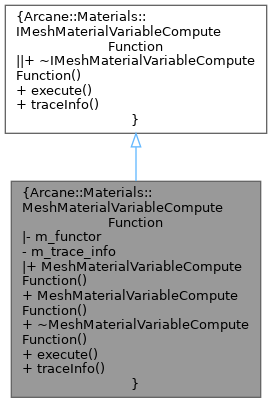 {Arcane::Materials::
IMeshMaterialVariableCompute
Function
||+ ~IMeshMaterialVariableCompute
Function()
+ execute()
+ traceInfo()
}
{Arcane::Materials::
MeshMaterialVariableCompute
Function
|- m_functor
- m_trace_info
|+ MeshMaterialVariableCompute
Function()
+ MeshMaterialVariableCompute
Function()
+ ~MeshMaterialVariableCompute
Function()
+ execute()
+ traceInfo()
}